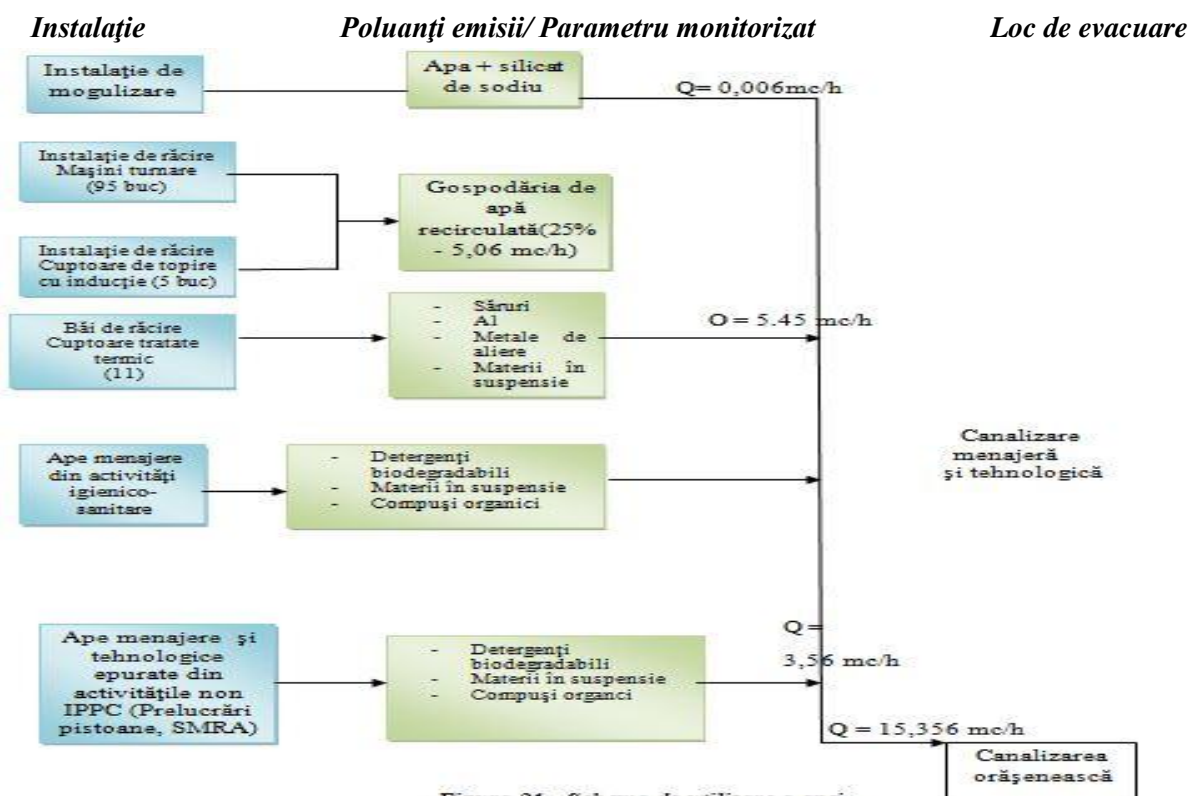 Instalaţie Poluanţi emisii/ Parametru monitorizat Loc de evacuare
Instalaţie de
mogulizare
Apa + silicat
de sodiu
Q= 0,006mc/h
Instalaţie de răcire
Maşini turnare
(95 buc)
Gospodăria de
apă
recirculată(25%
- 5,06 mc/h)
Instalaţie de răcire
Cuptoare de topire
cu inducţie (5 buc)
Băi de răcire
Cuptoare tratate
termic
(11)
- Săruri
- Al
- Metale de
aliere
- Materii în
suspensie
O = 5.45 mc/h
Canalizare
menajeră
şi tehnologică
Ape menajere
din activităţi
igienico-
sanitare
- Detergenţi
biodegradabili
- Materii în suspensie
- Compuşi organici
Ape menajere şi
tehnologice
epurate din
activităţile non
IPPC (Prelucrări
pistoane, SMRA)
- Detergenţi
biodegradabili
- Materii în suspensie
- Compuşi organci
Q =
3,56 mc/h
Q = 15,356 mc/h
Canalizarea
orăşenească